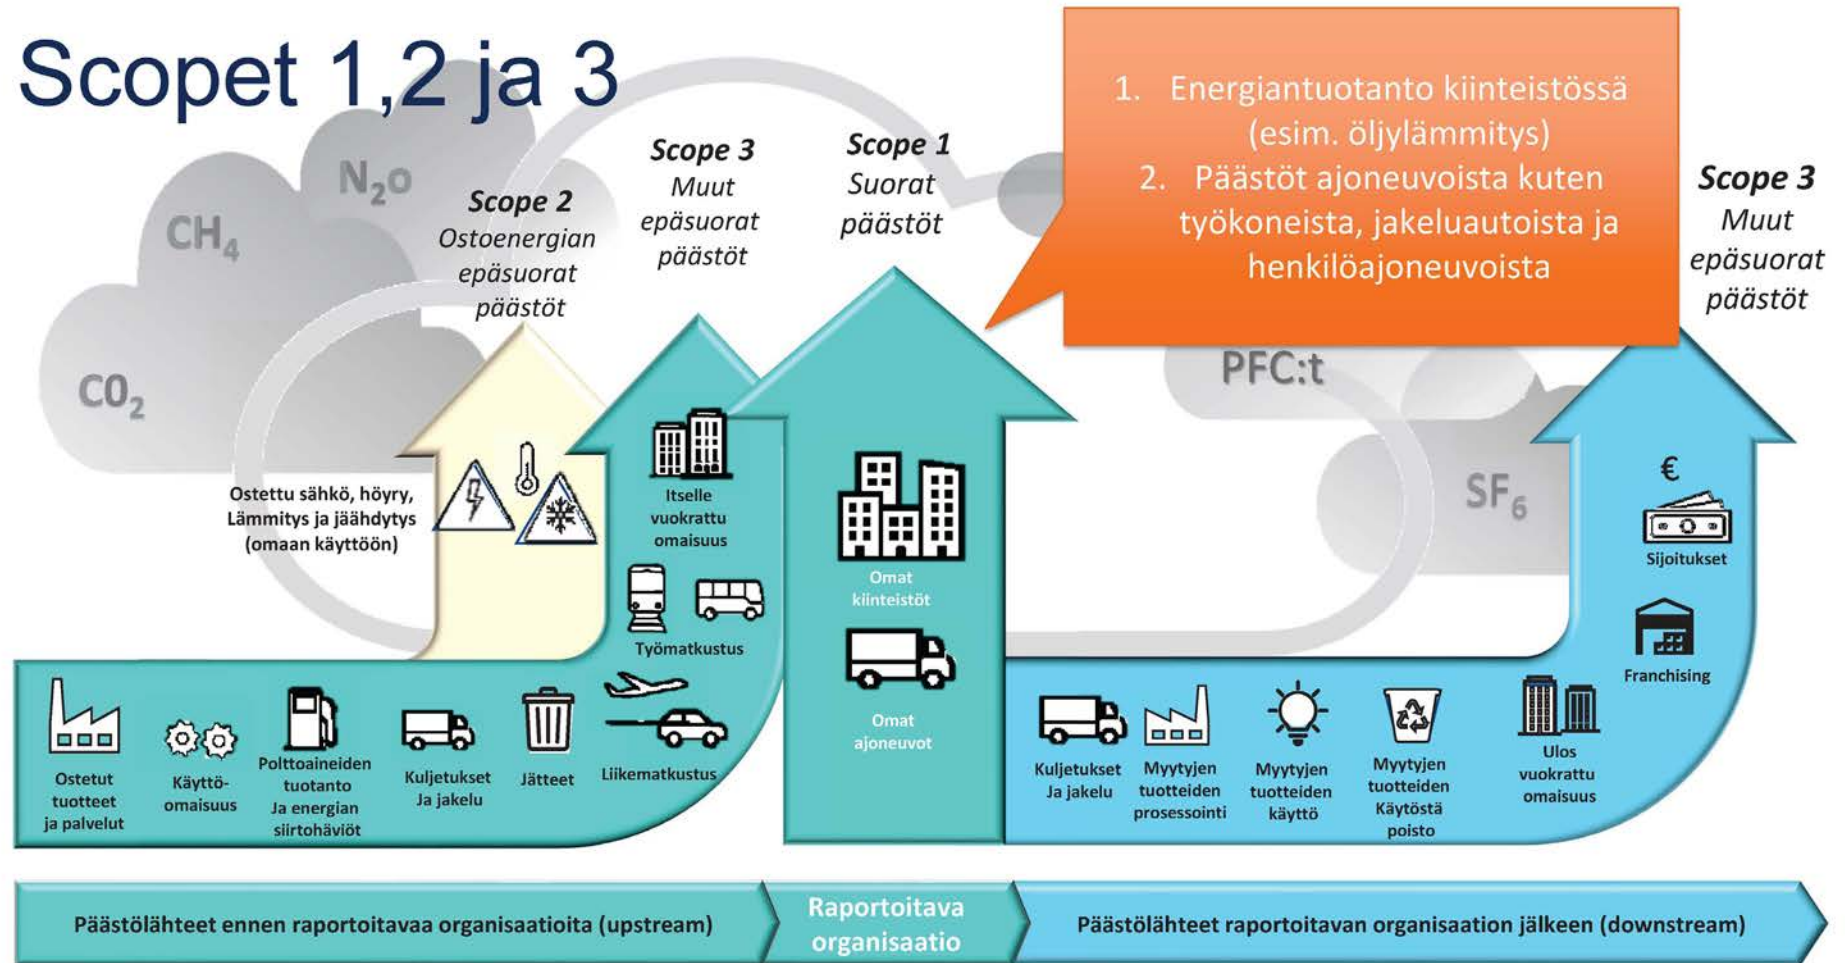 Scopet 1,2 ja 3
1. Energiantuotanto kiinteistössä
(esim. öljylämmitys)
2. Päästöt ajoneuvoista kuten
työkoneista, jakeluautoista ja
henkilöajoneuvoista
CO₂
CH₄
N₂o
PFC:t
SF₆
Scope 2
Ostoenergian
epäsuorat
päästöt
Scope 3
Muut
epäsuorat
päästöt
Scope 1
Suorat
päästöt
Scope 3
Muut
epäsuorat
päästöt
Ostettu sähkö, höyry,
Lämmitys ja jäähdytys
(omaan käyttöön)
Itselle
vuokrattu
omaisuus
Työmatkustus
Omat
kiinteistöt
Omat
ajoneuvot
€
Sijoitukset
Franchising
Ostetut
tuotteet
ja palvelut
Käyttö-
omaisuus
Polttoaineiden
tuotanto
Ja energian
siirtohäviöt
Kuljetukset
Ja jakelu
Jätteet
Liikematkustus
Kuljetukset
Ja jakelu
Myytyjen
tuotteiden
prosessointi
Myytyjen
tuotteiden
käyttö
Myytyjen
tuotteiden
Käytöstä
poisto
Ulos
vuokrattu
omaisuus
Päästölähteet ennen raportoitavaa organisaatioita (upstream)
Raportoitava
organisaatio
Päästölähteet raportoitavan organisaation jälkeen (downstream)